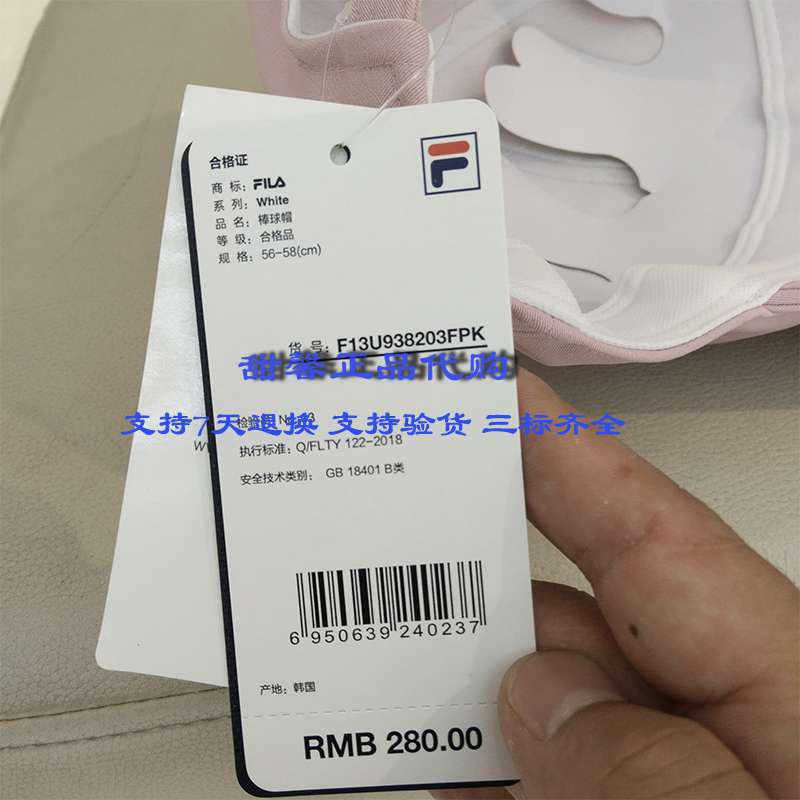 合格证
商 标：FILA
系 列：White
品 名：棒球帽
等 级：合格品
规 格：56-58(cm)
货 号：F13U938203FPK
甜馨正品代购
支持7天退换 支持验货 三标齐全
执行标准：Q/FLTY 122-2018
安全技术类别： GB 18401 B类
6 950639 240237
产地：韩国
RMB 280.00